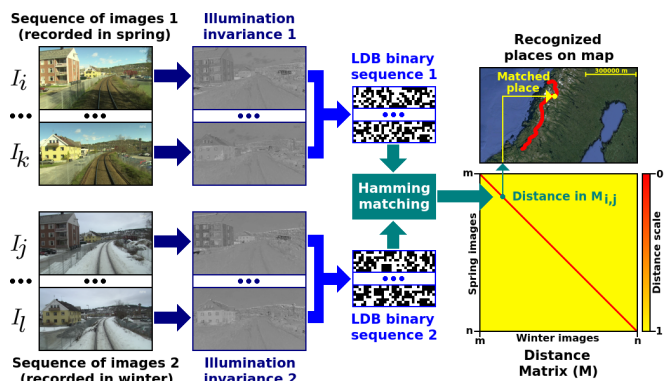 Sequence of images 1
(recorded in spring)
Illumination
invariance 1
I_i
...
I_k
...
...
LDB binary
sequence 1
...
Recognized
places on map
300000 m
Matched
place
Hamming
matching
I_j
...
I_l
...
...
...
LDB binary
sequence 2
Sequence of images 2
(recorded in winter)
Illumination
invariance 2
m
Distance in M_i,j
Spring images
n
m
Winter images
n
0
Distance scale
1
Distance
Matrix (M)